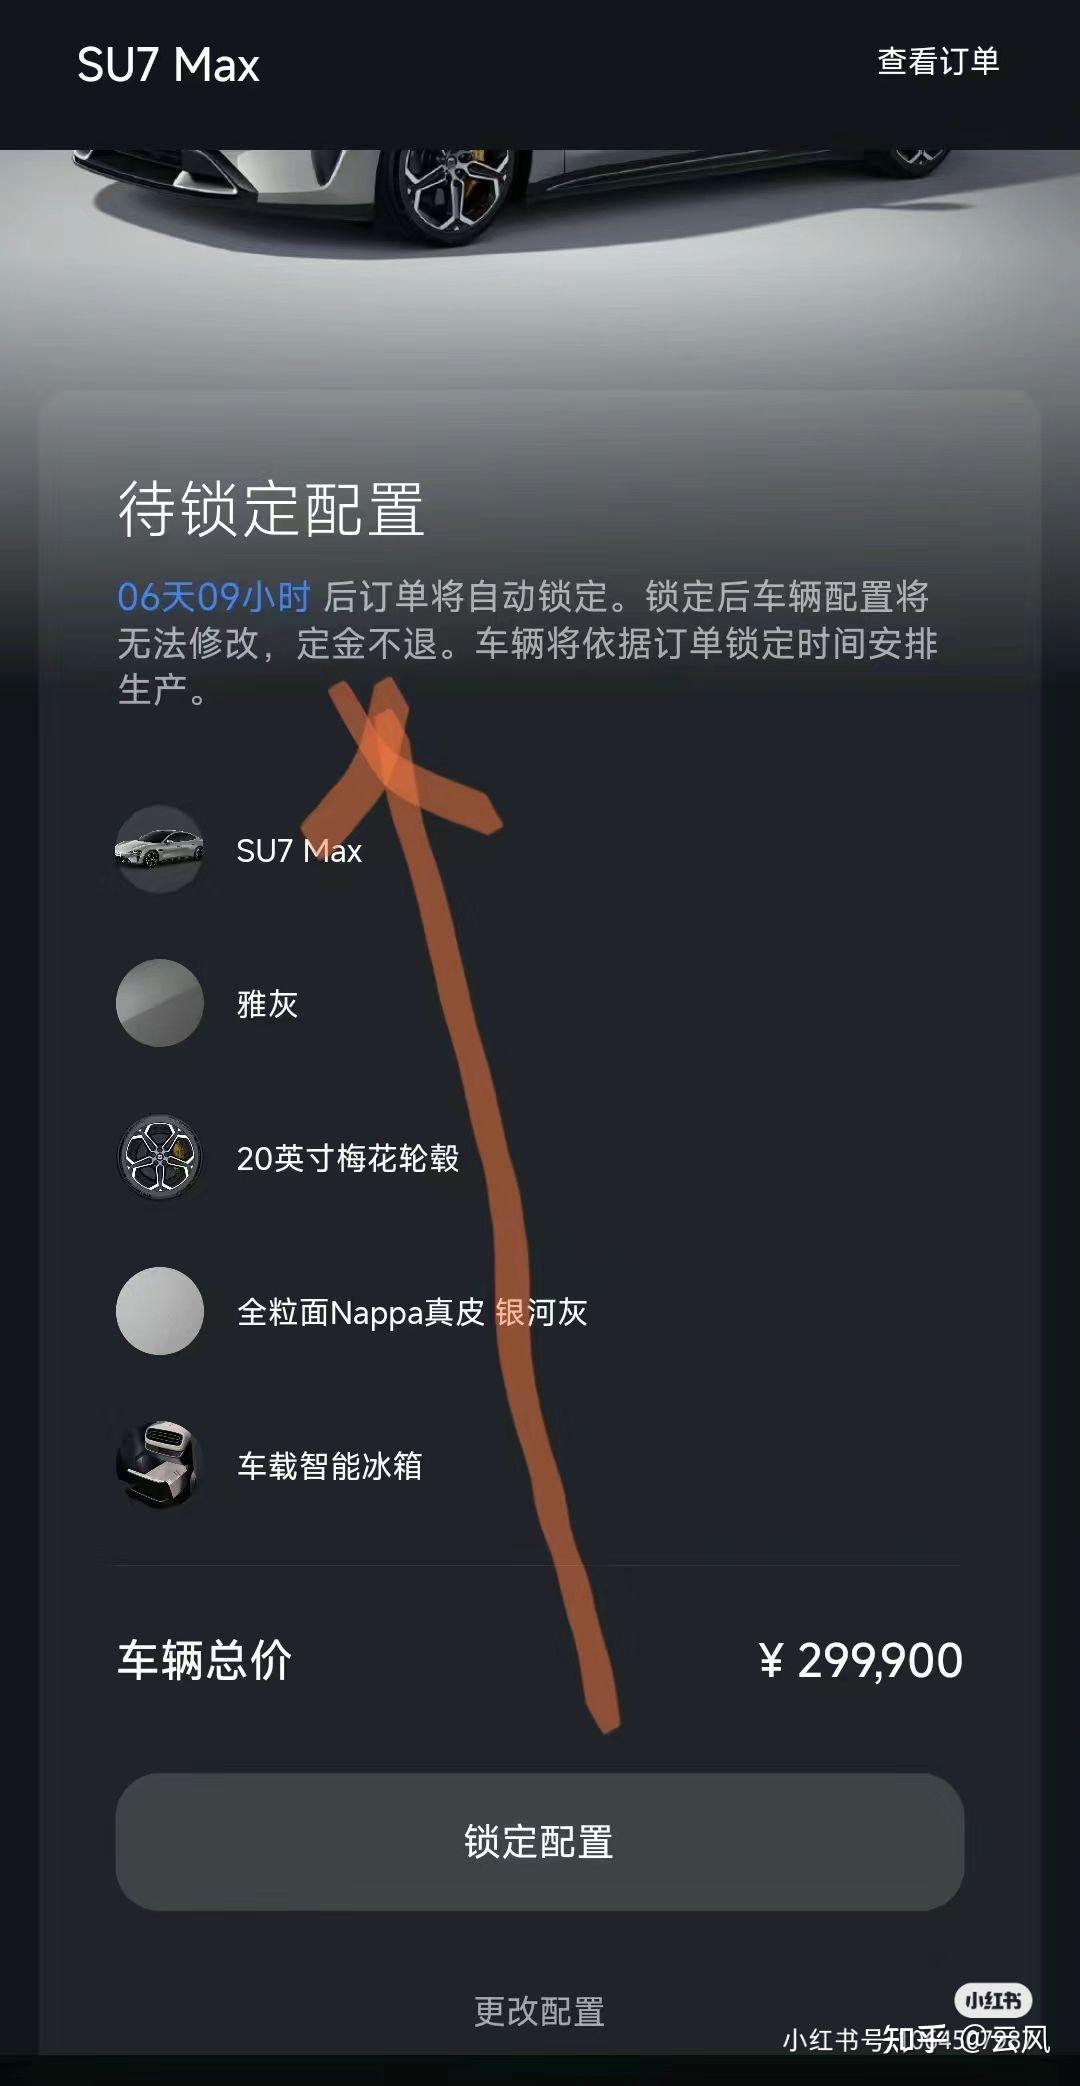 SU7 Max
查看订单
待锁定配置
06天09小时 后订单将自动锁定。锁定后车辆配置将
无法修改，定金不退。车辆将依据订单锁定时间安排
生产。
SU7 Max
雅灰
20英寸梅花轮毂
全粒面Nappa真皮 银河灰
车载智能冰箱
车辆总价
¥ 299,900
锁定配置
更改配置
小红书
小红书号
知乎 @云风